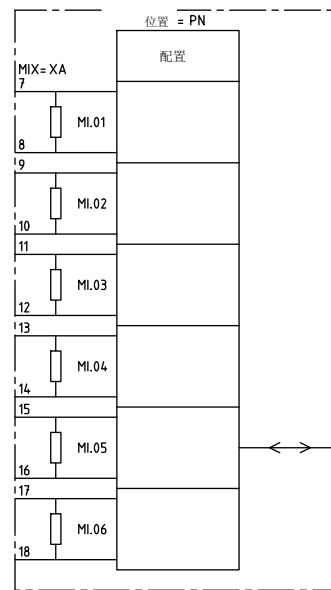 位置 = PN
配置
MIX=XA
7
MI.01
8
9
MI.02
10
11
MI.03
12
13
MI.04
14
15
MI.05
16
17
MI.06
18